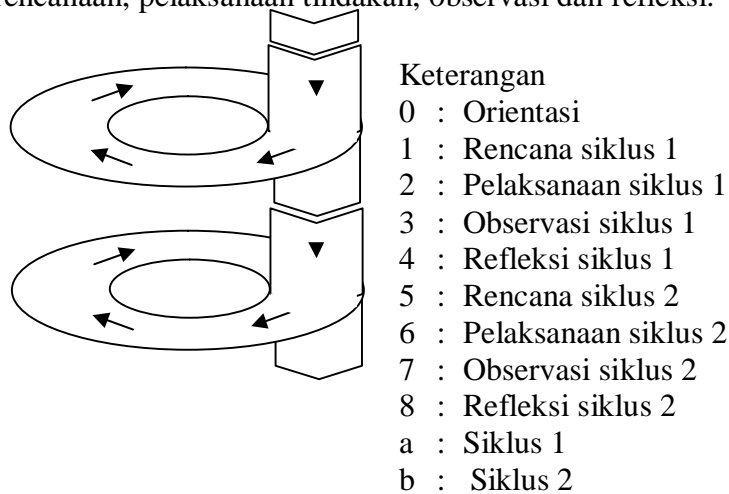 pelaksanaan tindakan, observasi dan refleksi.
Keterangan
0 : Orientasi
1 : Rencana siklus 1
2 : Pelaksanaan siklus 1
3 : Observasi siklus 1
4 : Refleksi siklus 1
5 : Rencana siklus 2
6 : Pelaksanaan siklus 2
7 : Observasi siklus 2
8 : Refleksi siklus 2
a : Siklus 1
b : Siklus 2